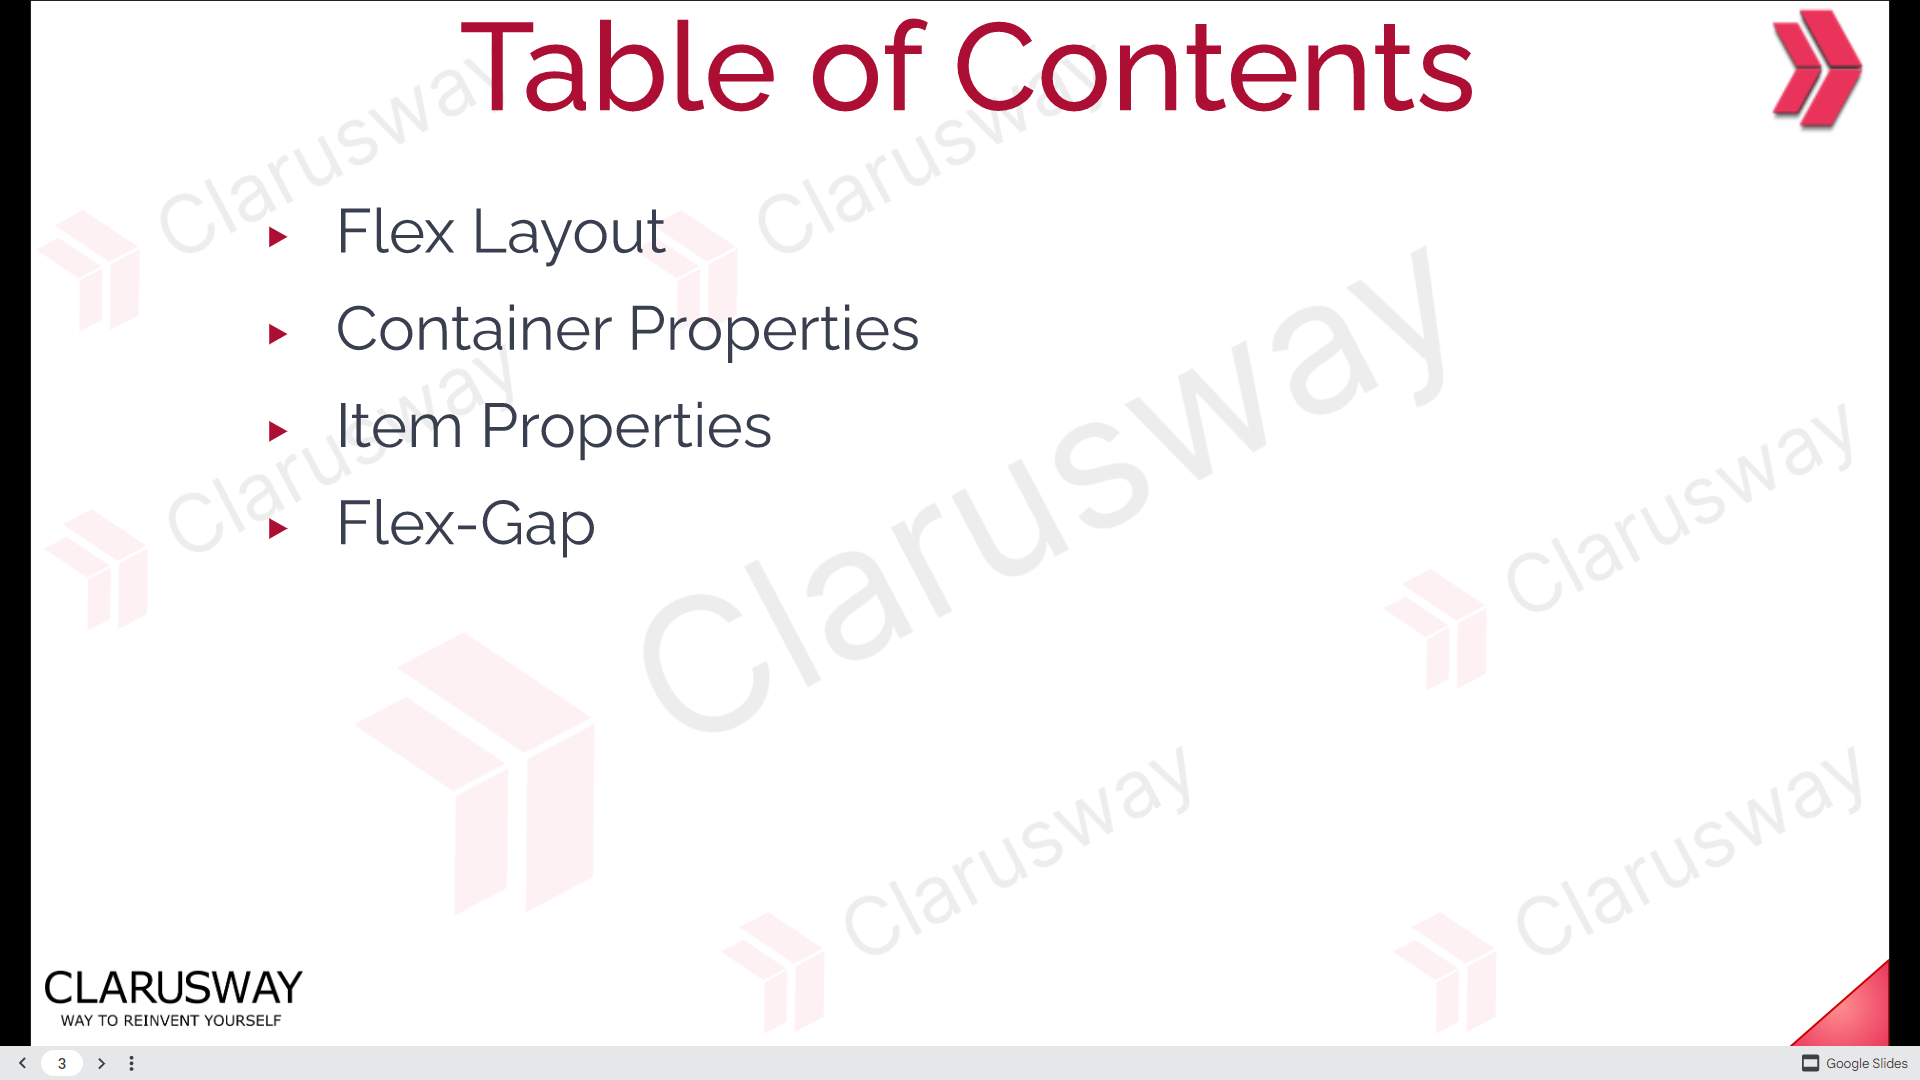 Table of Contents
Clarusway
Clarusway
▸ Flex Layout
▸ Container Properties
▸ Item Properties
▸ Flex-Gap
Clarusway
Clarusway
Clarusway
Clarusway
Clarusway
CLARUSWAY
WAY TO REINVENT YOURSELF
3
Google Slides